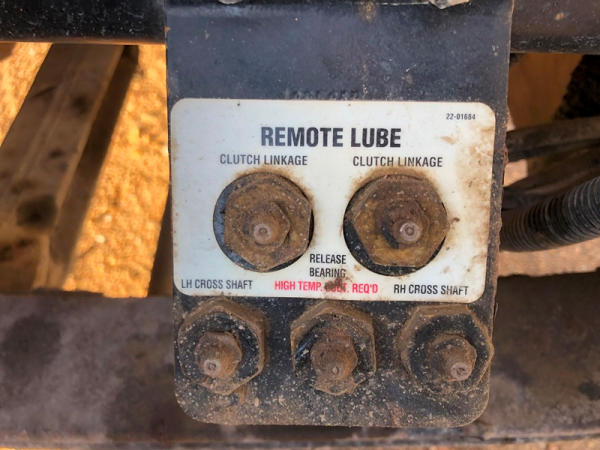 22-01684
REMOTE LUBE
CLUTCH LINKAGE CLUTCH LINKAGE
RELEASE
BEARING
LH CROSS SHAFT HIGH TEMP. REQ'D RH CROSS SHAFT